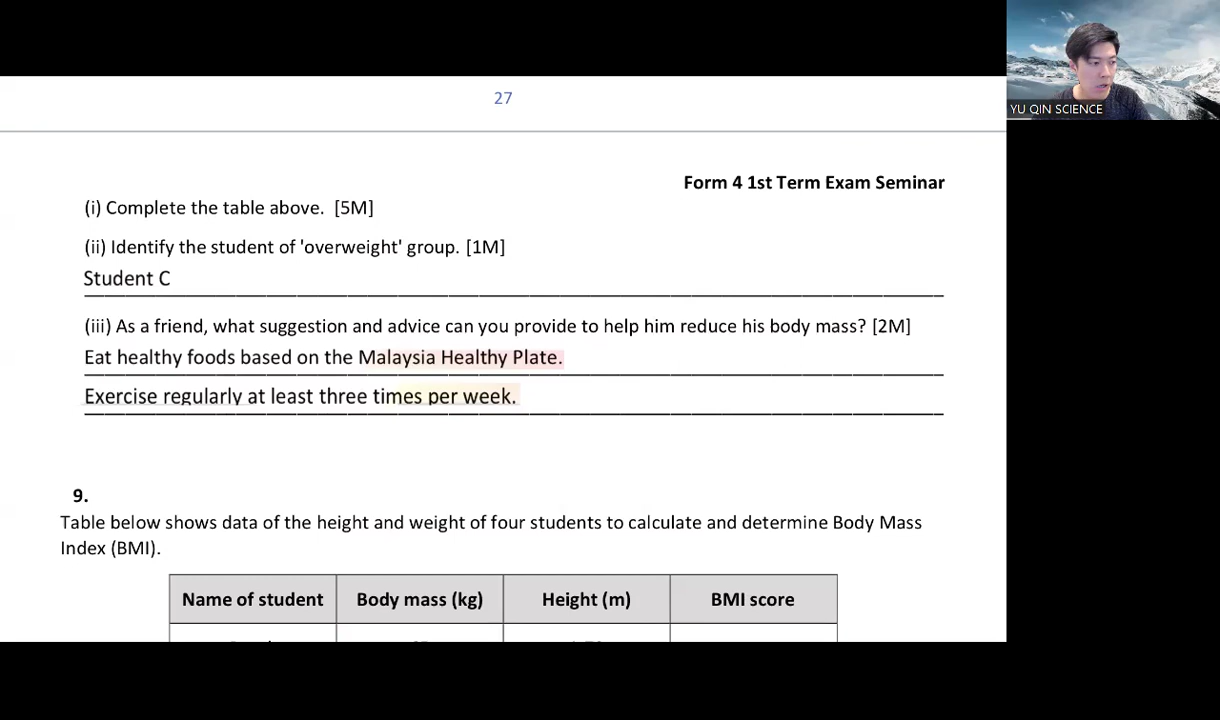 27
YU QIN SCIENCE
Form 4 1st Term Exam Seminar
(i) Complete the table above. [5M]
(ii) Identify the student of 'overweight' group. [1M]
Student C
(iii) As a friend, what suggestion and advice can you provide to help him reduce his body mass? [2M]
Eat healthy foods based on the Malaysia Healthy Plate.
Exercise regularly at least three times per week.
9.
Table below shows data of the height and weight of four students to calculate and determine Body Mass
Index (BMI).
Name of student Body mass (kg) Height (m) BMI score